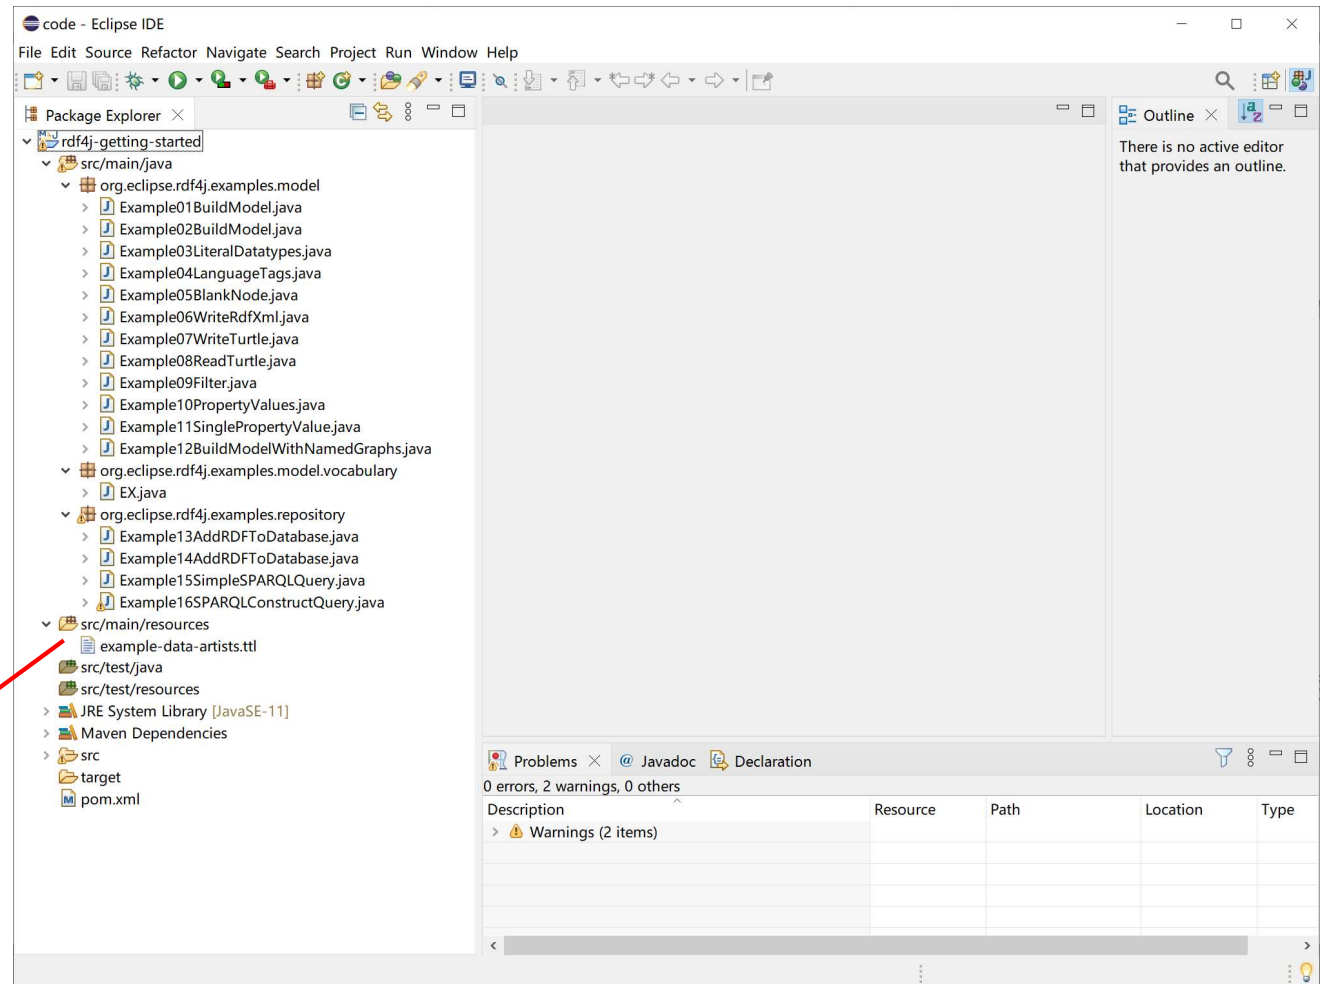 code - Eclipse IDE
File Edit Source Refactor Navigate Search Project Run Window Help
Package Explorer
rdf4j-getting-started
src/main/java
org.eclipse.rdf4j.examples.model
Example01BuildModel.java
Example02BuildModel.java
Example03LiteralDatatypes.java
Example04LanguageTags.java
Example05BlankNode.java
Example06WriteRdfXml.java
Example07WriteTurtle.java
Example08ReadTurtle.java
Example09Filter.java
Example10PropertyValues.java
Example11SinglePropertyValue.java
Example12BuildModelWithNamedGraphs.java
org.eclipse.rdf4j.examples.model.vocabulary
EX.java
org.eclipse.rdf4j.examples.repository
Example13AddRDFToDatabase.java
Example14AddRDFToDatabase.java
Example15SimpleSPARQLQuery.java
Example16SPARQLConstructQuery.java
src/main/resources
example-data-artists.ttl
src/test/java
src/test/resources
JRE System Library [JavaSE-11]
Maven Dependencies
src
target
pom.xml
Outline
There is no active editor
that provides an outline.
Problems @ Javadoc Declaration
0 errors, 2 warnings, 0 others
Description Resource Path Location Type
Warnings (2 items)